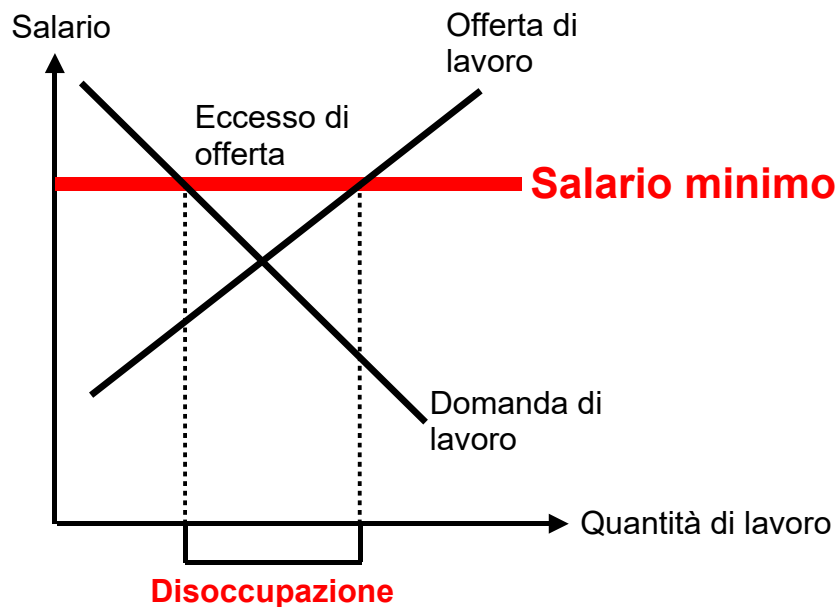 Salario
Offerta di
lavoro
Eccesso di
offerta
Salario minimo
Domanda di
lavoro
Quantità di lavoro
Disoccupazione